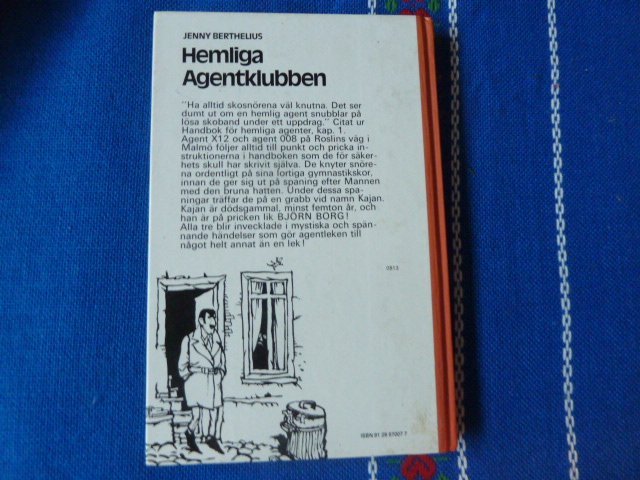 JENNY BERTHELIUS
Hemliga
Agentklubben
"Ha alltid skosnörena väl knutna. Det ser
dumt ut om en hemlig agent snubblar på
lösa skoband under ett uppdrag." Citat ur
Handbok för hemliga agenter, kap. 1.
Agent X12 och agent 008 på Roslins väg i
Malmö följer alltid till punkt och pricka in-
struktionerna i handboken som de för säker-
hets skull har skrivit själva. De knyter snöre-
na ordentligt på sina lortiga gymnastikskor,
innan de ger sig ut på spaning efter Mannen
med den bruna hatten. Under dessa spa-
ningar träffar de på en grabb vid namn Kajan.
Kajan är dödsgammal, minst femton år, och
han är på pricken lik BJÖRN BORG!
Alla tre blir invecklade i mystiska och spän-
nande händelser som gör agentleken till
något helt annat än en lek!
0813
ISBN 91 29 57007 7